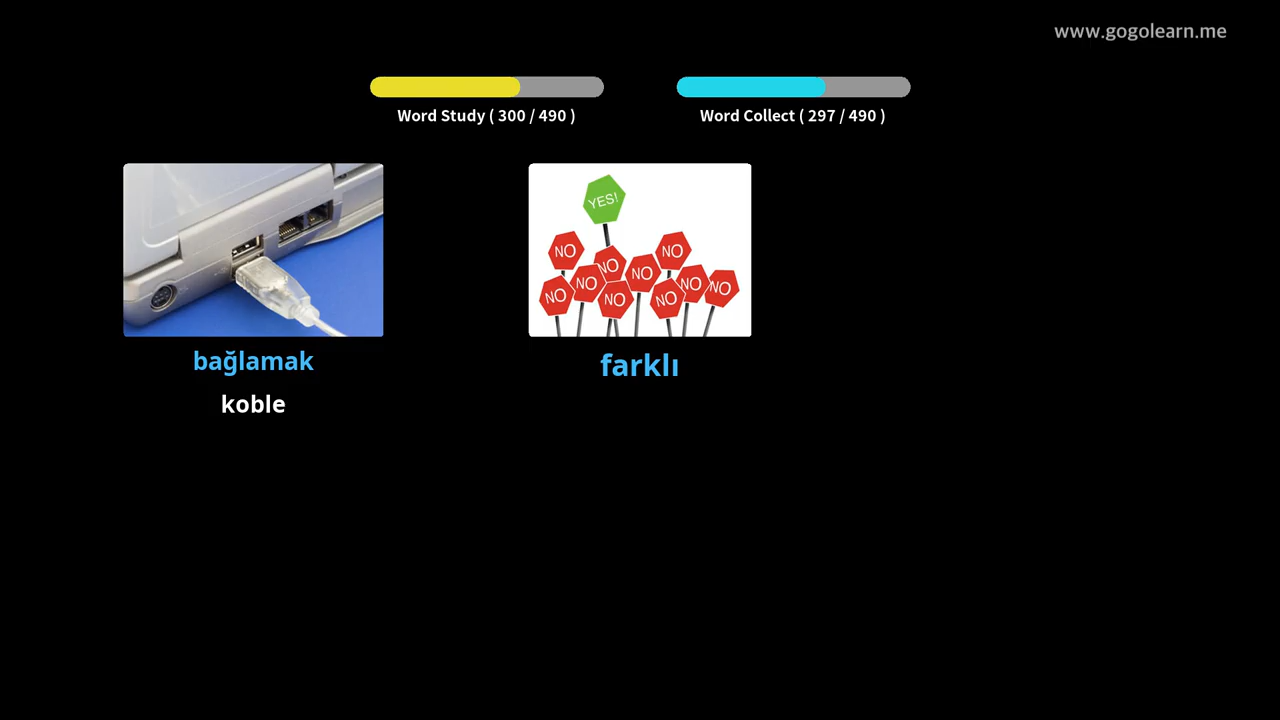 www.gogolearn.me
Word Study ( 300 / 490 )
Word Collect ( 297 / 490 )
YES!
NO
NO
NO
NO
NO
NO
NO
NO
NO
NO
bağlamak
farklı
koble